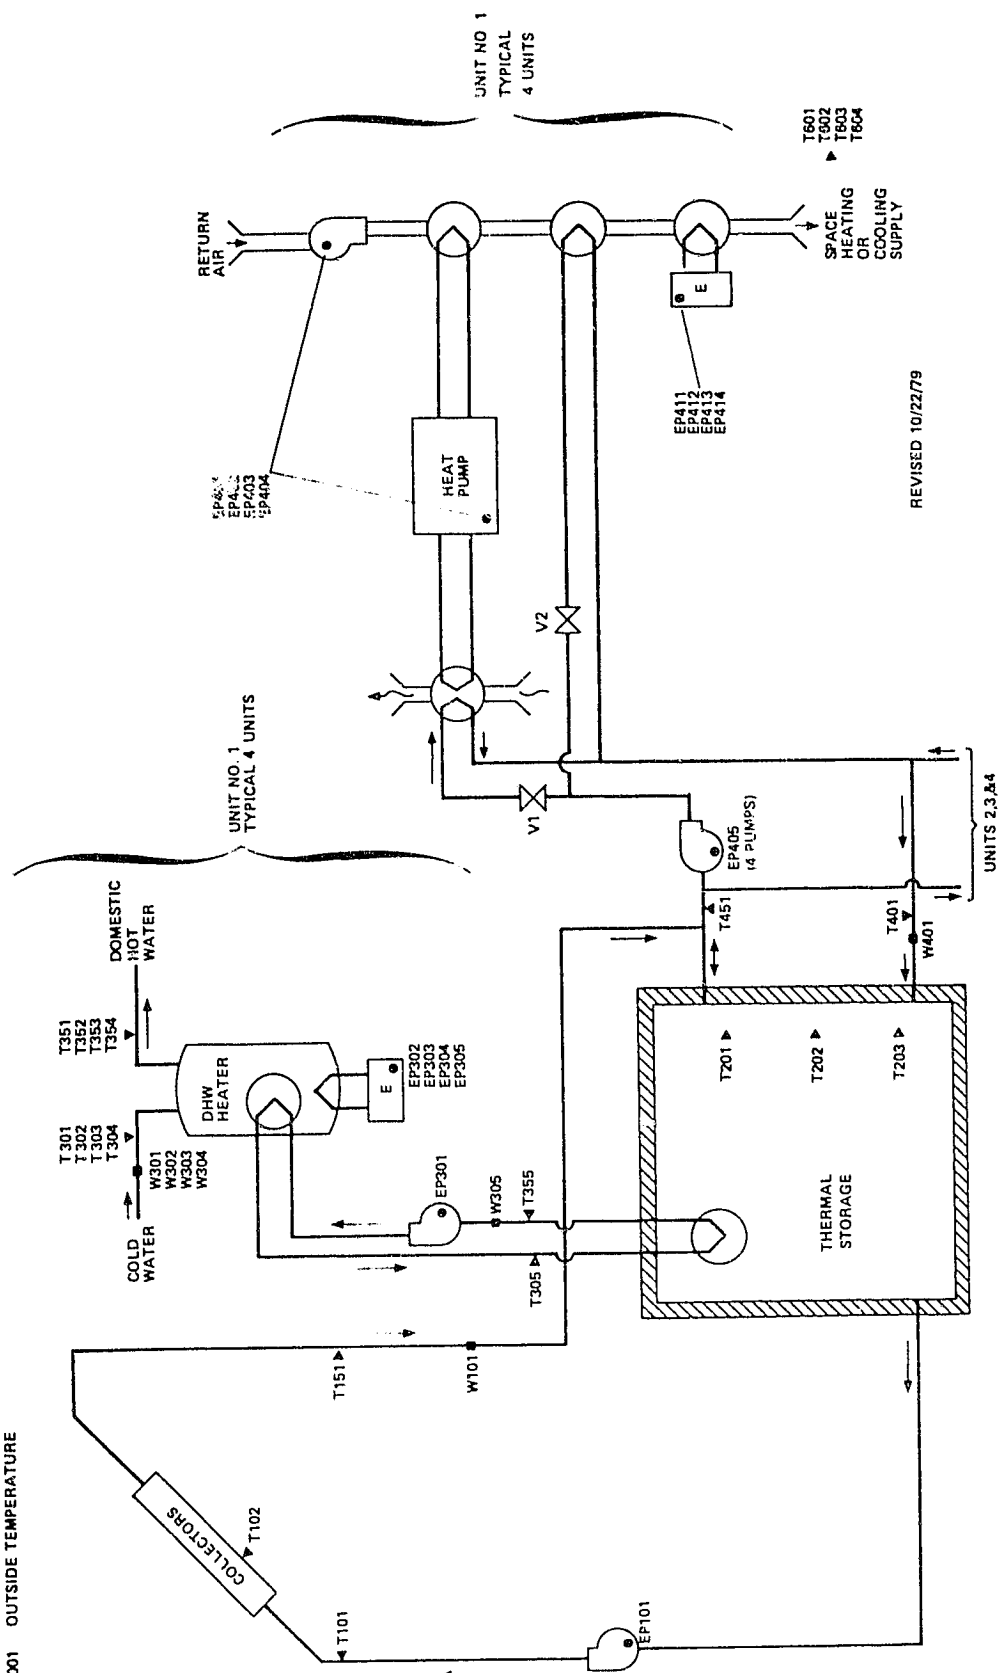 001 OUTSIDE TEMPERATURE
COLLECTORS
T102
T101
EP101
T151
W101
COLD
WATER
T301
T302
T303
T304
W301
W302
W303
W304
T351
T352
T353
T354
DOMESTIC
HOT
WATER
DHW
HEATER
E
EP302
EP303
EP304
EP305
UNIT NO. 1
TYPICAL 4 UNITS
EP301
W305
T355
T305
THERMAL
STORAGE
T201
T202
T203
T451
T401
W401
EP405
(4 PUMPS)
V1
V2
UNITS 2,3,&4
HEAT
PUMP
EP402
EP403
EP404
RETURN
AIR
UNIT NO 1
TYPICAL
4 UNITS
E
EP411
EP412
EP413
EP414
SPACE
HEATING
OR
COOLING
SUPPLY
T601
T602
T603
T604
REVISED 10/22/79